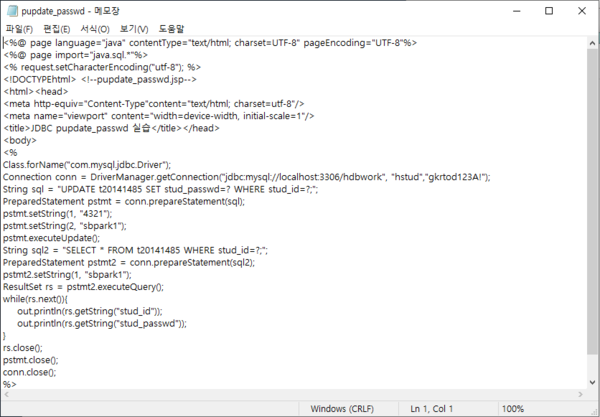 pupdate_passwd - 메모장
파일(F) 편집(E) 서식(O) 보기(V) 도움말
<%@ page language="java" contentType="text/html; charset=UTF-8" pageEncoding="UTF-8"%>
<%@ page import="java.sql.*"%>
<% request.setCharacterEncoding("utf-8"); %>
<!DOCTYPEhtml> <!--pupdate_passwd.jsp-->
<html><head>
<meta http-equiv="Content-Type"content="text/html; charset=utf-8"/>
<meta name="viewport" content="width=device-width, initial-scale=1"/>
<title>JDBC pupdate_passwd 실습</title></head>
<body>
<%
Class.forName("com.mysql.jdbc.Driver");
Connection conn = DriverManager.getConnection("jdbc:mysql://localhost:3306/hdbwork", "hstud","gkrtod123A!");
String sql = "UPDATE t20141485 SET stud_passwd=? WHERE stud_id=?;";
PreparedStatement pstmt = conn.prepareStatement(sql);
pstmt.setString(1, "4321");
pstmt.setString(2, "sbpark1");
pstmt.executeUpdate();
String sql2 = "SELECT * FROM t20141485 WHERE stud_id=?;";
PreparedStatement pstmt2 = conn.prepareStatement(sql2);
pstmt2.setString(1, "sbpark1");
ResultSet rs = pstmt2.executeQuery();
while(rs.next()){
out.println(rs.getString("stud_id"));
out.println(rs.getString("stud_passwd"));
}
rs.close();
pstmt.close();
conn.close();
%>
Windows (CRLF) Ln 1, Col 1 100%